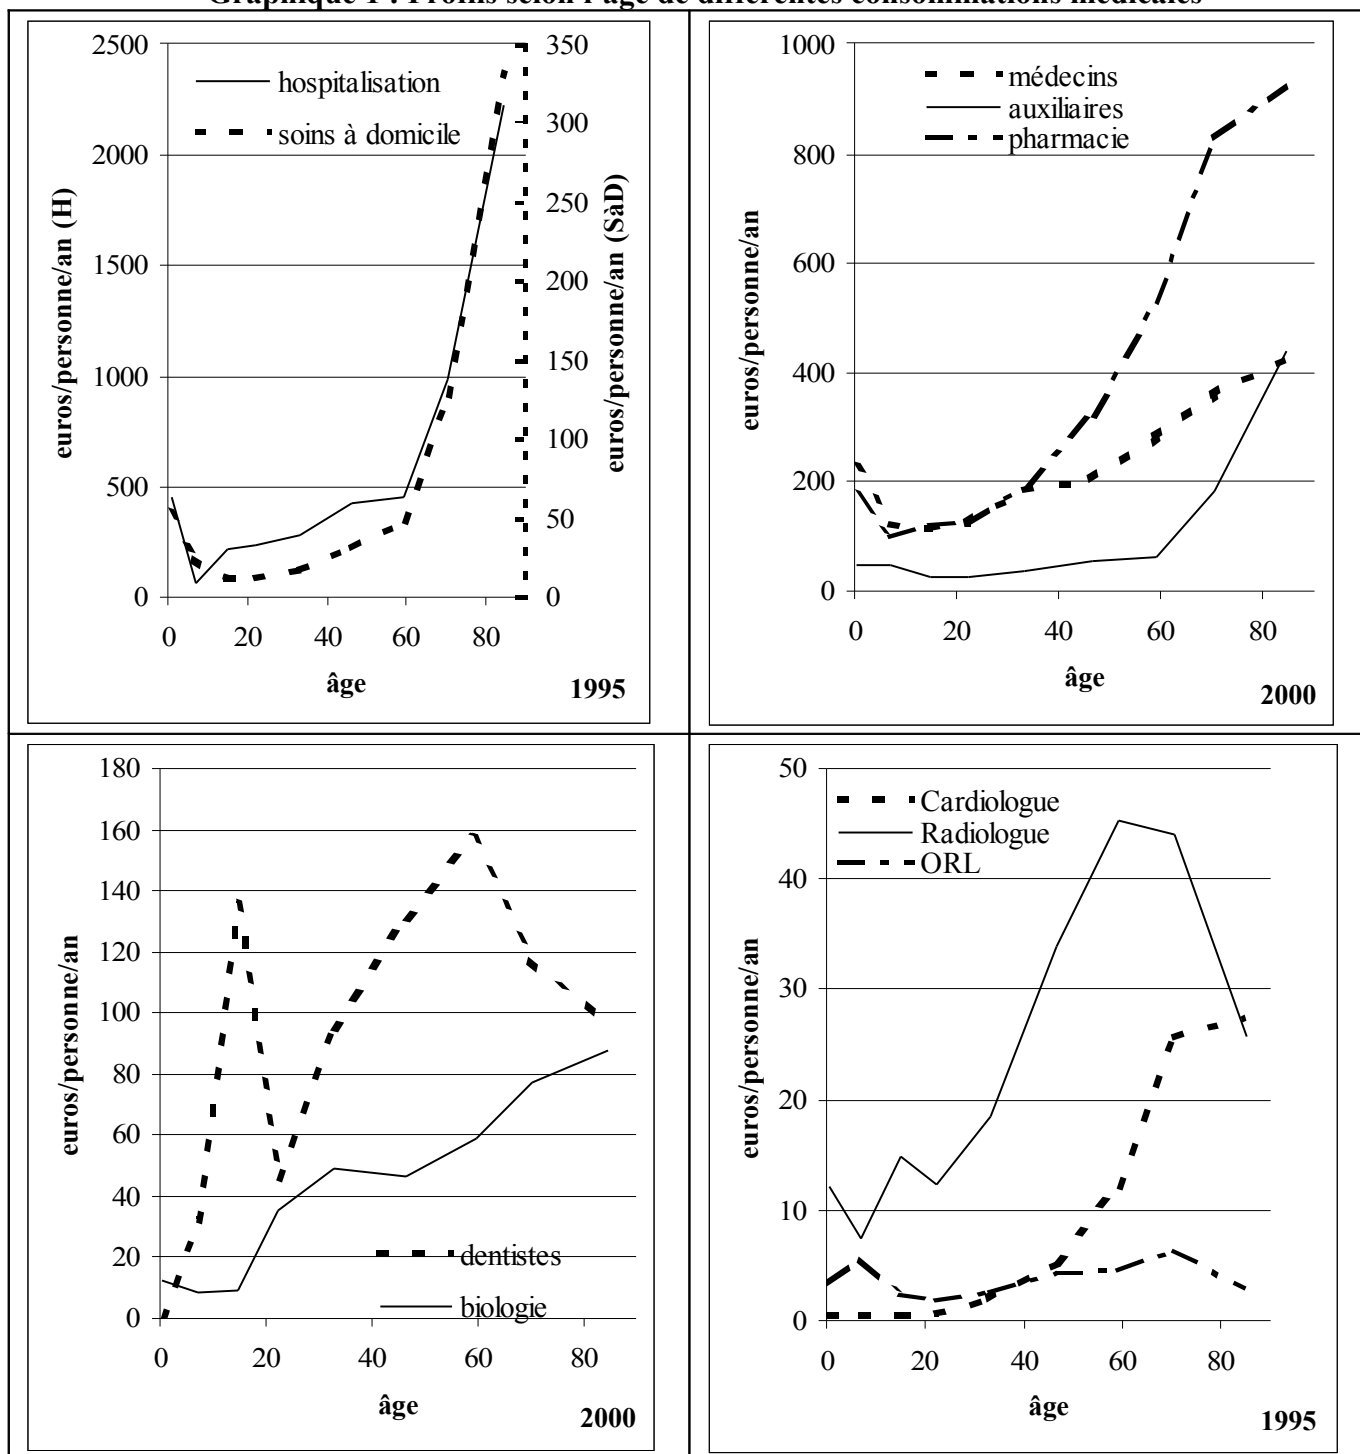 Graphique 1 : Profils selon l'âge de différentes consommations médicales
2500
2000
1500
1000
500
0
hospitalisation
soins à domicile
350
300
250
200
150
100
50
0
euros/personne/an (H)
euros/personne/an (SàD)
0 20 40 60 80
âge
1995
1000
800
600
400
200
0
médecins
auxiliaires
pharmacie
euros/personne/an
0 20 40 60 80
âge
2000
180
160
140
120
100
80
60
40
20
0
dentistes
biologie
euros/personne/an
0 20 40 60 80
âge
2000
50
40
30
20
10
0
Cardiologue
Radiologue
ORL
euros/personne/an
0 20 40 60 80
âge
1995